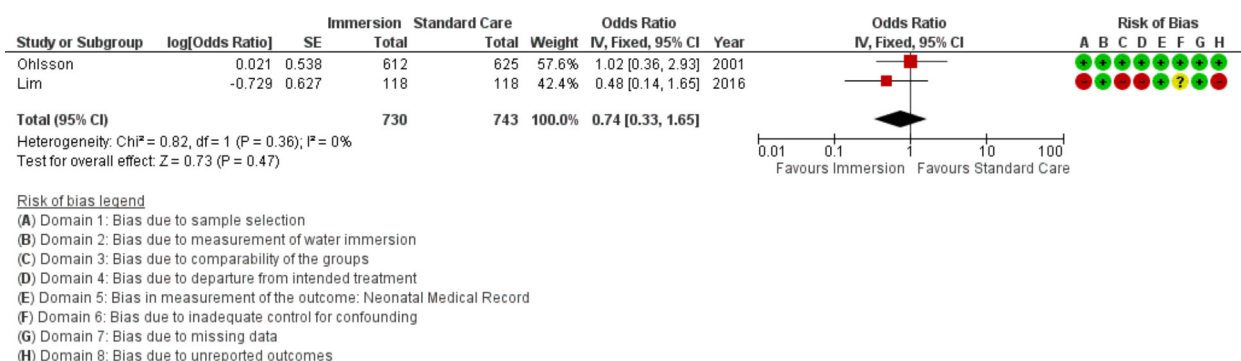 Immersion Standard Care Odds Ratio Odds Ratio Risk of Bias
Study or Subgroup log[Odds Ratio] SE Total Total Weight IV, Fixed, 95% CI Year IV, Fixed, 95% CI A B C D E F G H
Ohlsson 0.021 0.538 612 625 57.6% 1.02 [0.36, 2.93] 2001 + + + + + + + +
Lim -0.729 0.627 118 118 42.4% 0.48 [0.14, 1.65] 2016 - + - - + ? + -
Total (95% CI) 730 743 100.0% 0.74 [0.33, 1.65]
Heterogeneity: Chi² = 0.82, df = 1 (P = 0.36); I² = 0%
Test for overall effect: Z = 0.73 (P = 0.47)
0.01 0.1 1 10 100
Favours Immersion Favours Standard Care
Risk of bias legend
(A) Domain 1: Bias due to sample selection
(B) Domain 2: Bias due to measurement of water immersion
(C) Domain 3: Bias due to comparability of the groups
(D) Domain 4: Bias due to departure from intended treatment
(E) Domain 5: Bias in measurement of the outcome: Neonatal Medical Record
(F) Domain 6: Bias due to inadequate control for confounding
(G) Domain 7: Bias due to missing data
(H) Domain 8: Bias due to unreported outcomes